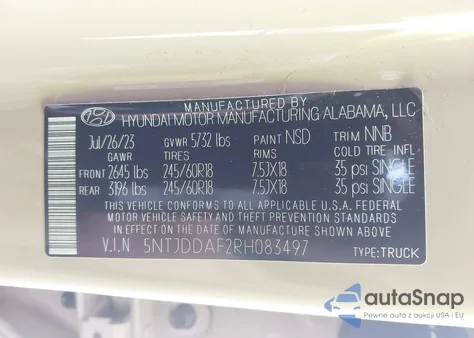 MANUFACTURED BY
HYUNDAI MOTOR MANUFACTURING ALABAMA, LLC
Jul/26/23 GVWR 5732 lbs PAINT NSD TRIM NNB
GAWR TIRES RIMS COLD TIRE INFL
FRONT 2645 lbs 245/60R18 7.5JX18 35 psi SINGLE
REAR 3196 lbs 245/60R18 7.5JX18 35 psi SINGLE
THIS VEHICLE CONFORMS TO ALL APPLICABLE U.S.A. FEDERAL
MOTOR VEHICLE SAFETY STANDARDS IN EFFECT ON
THE DATE OF MANUFACTURE SHOWN ABOVE.
V.I.N 5NTJDDAF2RH083497 TYPE:TRUCK
autoSnap
Pewne auta z aukcji USA i EU